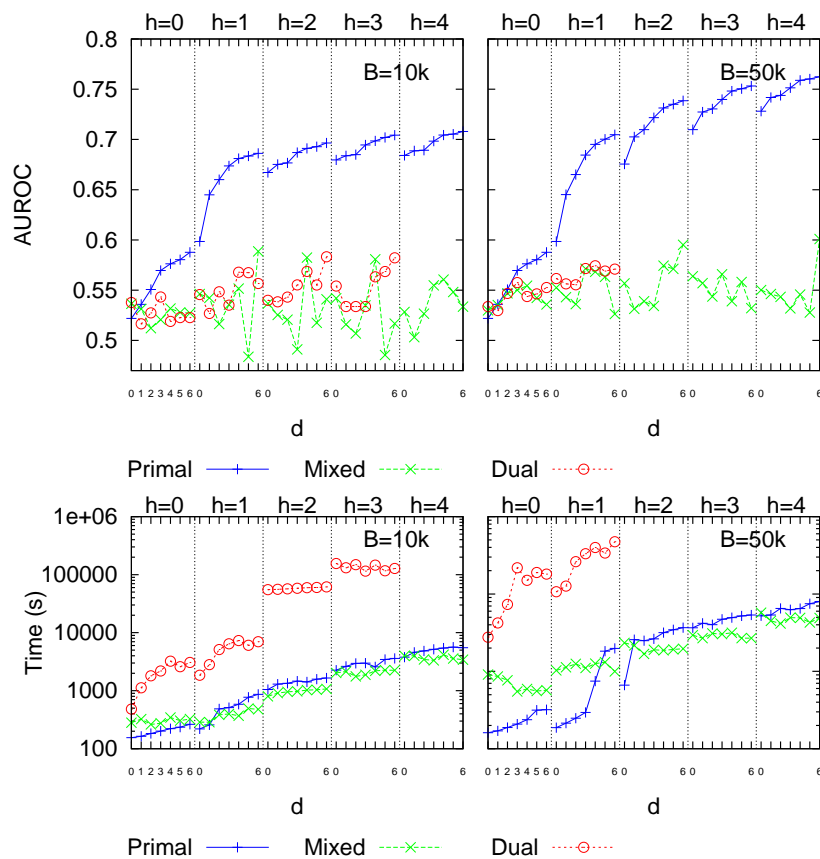 h=0 h=1 h=2 h=3 h=4 h=0 h=1 h=2 h=3 h=4
0.8
B=10k B=50k
0.75
0.7
0.65
0.6
0.55
0.5
AUROC
0 1 2 3 4 5 6 0 6 0 6 0 6 0 6 0 1 2 3 4 5 6 0 6 0 6 0 6 0 6
d d
Primal Mixed Dual
h=0 h=1 h=2 h=3 h=4 h=0 h=1 h=2 h=3 h=4
1e+06
B=10k B=50k
100000
10000
1000
100
Time (s)
0 1 2 3 4 5 6 0 6 0 6 0 6 0 6 0 1 2 3 4 5 6 0 6 0 6 0 6 0 6
d d
Primal Mixed Dual